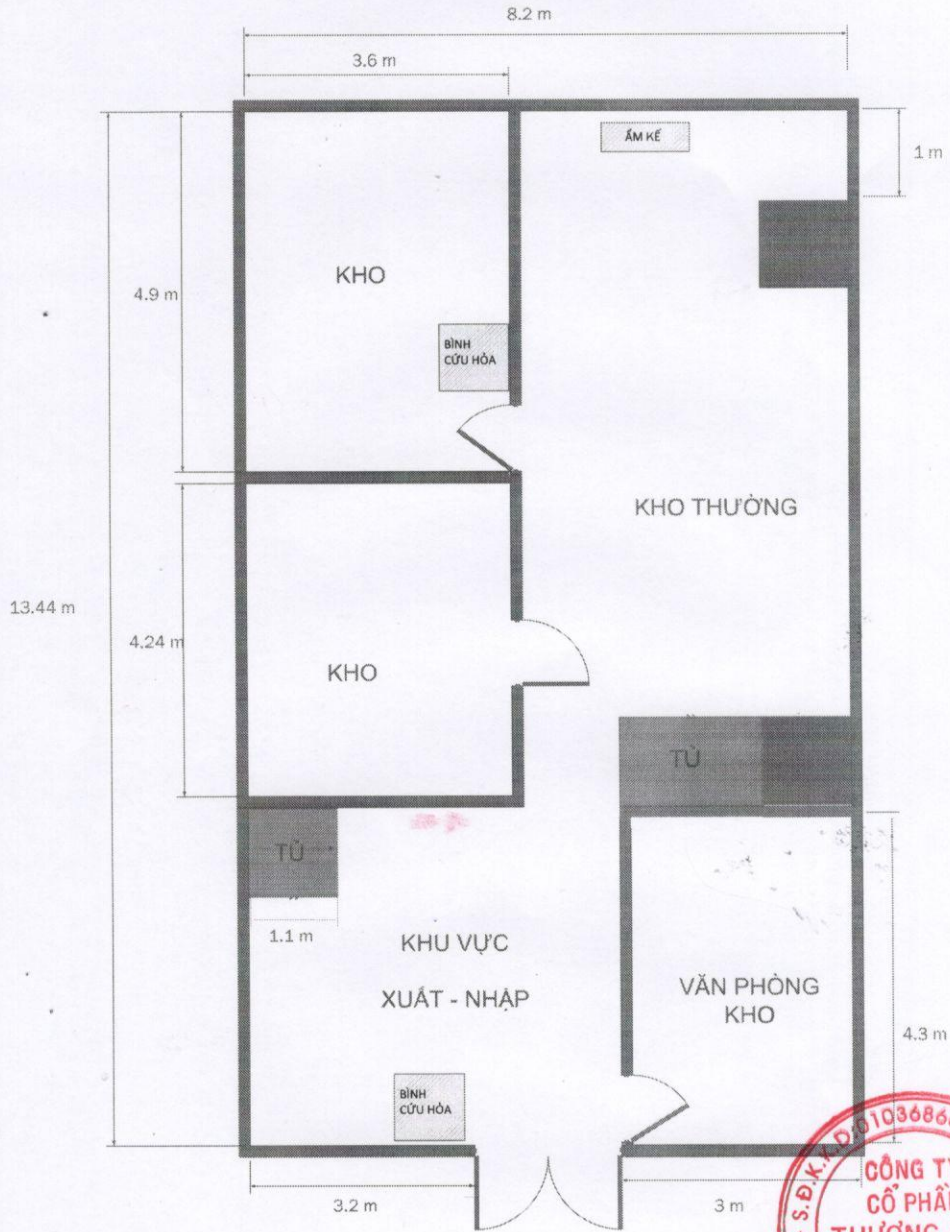 8.2 m
3.6 m
ẨM KẾ
1 m
KHO
4.9 m
BÌNH
CỨU HỎA
KHO THƯỜNG
13.44 m
4.24 m
KHO
TỦ
TỦ
1.1 m
KHU VỰC
XUẤT - NHẬP
VĂN PHÒNG
KHO
4.3 m
BÌNH
CỨU HỎA
3.2 m
3 m
CÔNG TY
CỔ PHẦN